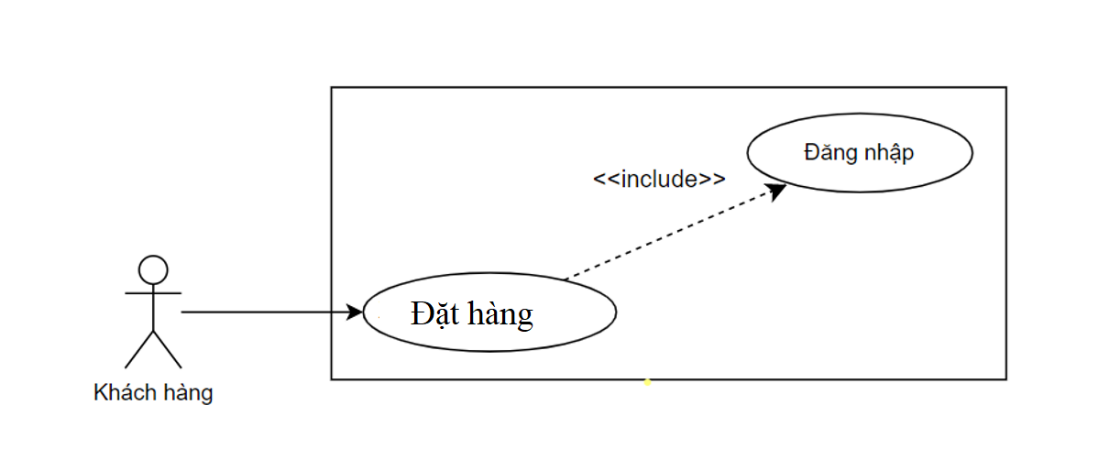 Đăng nhập
<<include>>
Đặt hàng
Khách hàng